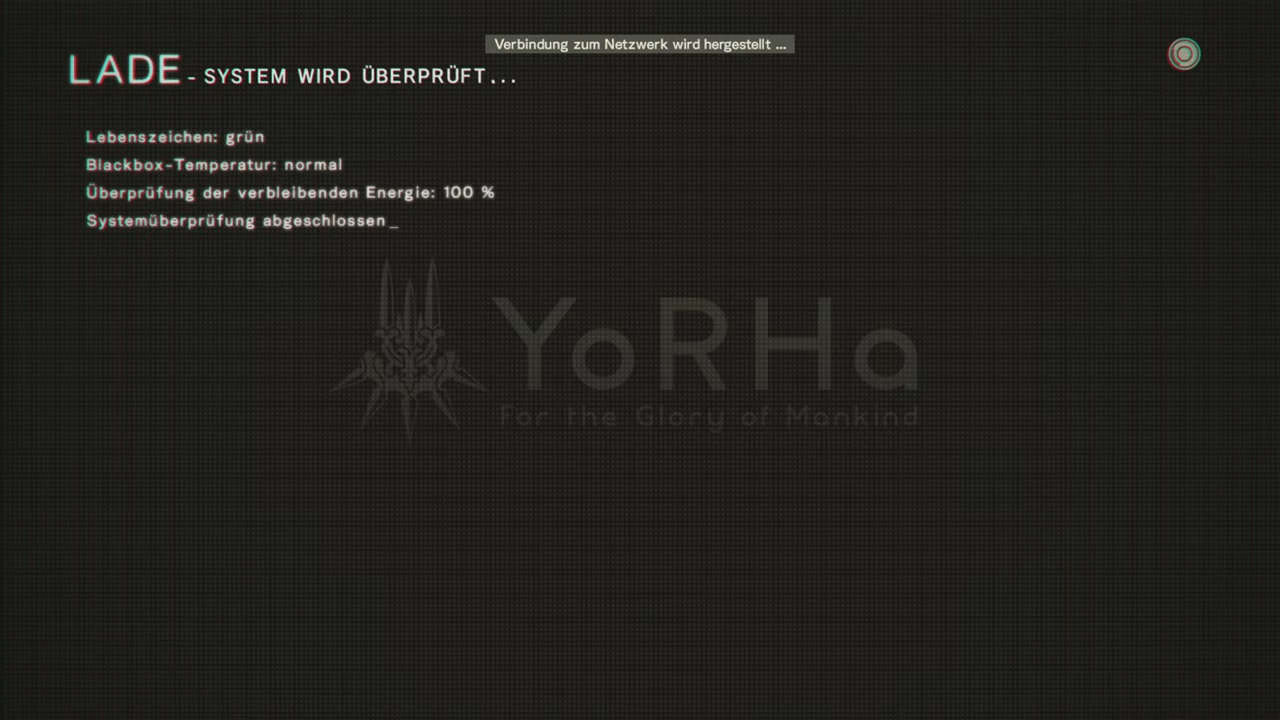 Verbindung zum Netzwerk wird hergestellt ...
LADE - SYSTEM WIRD ÜBERPRÜFT...
Lebenszeichen: grün
Blackbox-Temperatur: normal
Überprüfung der verbleibenden Energie: 100 %
Systemüberprüfung abgeschlossen_
YoRHa
For the Glory of Mankind